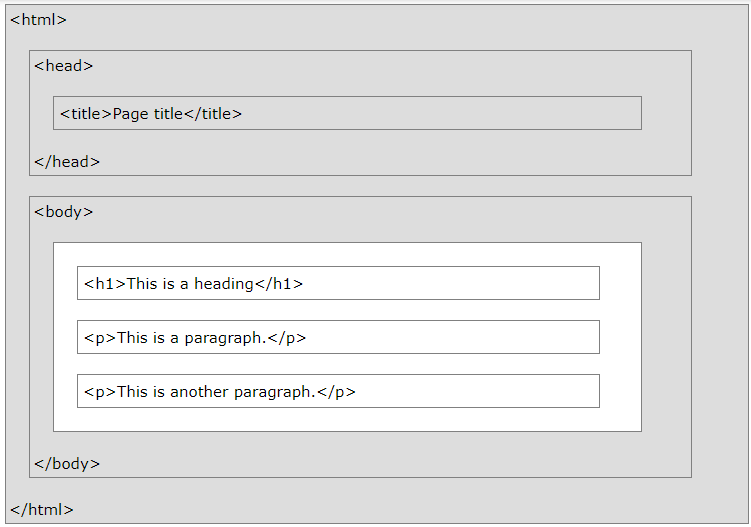 <html>
<head>
<title>Page title</title>
</head>
<body>
<h1>This is a heading</h1>
<p>This is a paragraph.</p>
<p>This is another paragraph.</p>
</body>
</html>